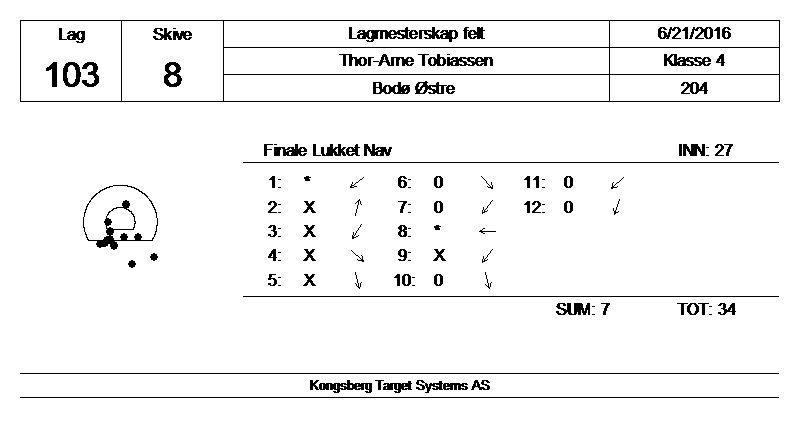 Lag Skive Lagmesterskap felt 6/21/2016
103 8 Thor-Arne Tobiassen Klasse 4
Bodø Østre 204
Finale Lukket Nav INN: 27
1: * ↙ 6: 0 ↘ 11: 0 ↙
2: X ↑ 7: 0 ↙ 12: 0 ↓
3: X ↙ 8: * ←
4: X ↘ 9: X ↙
5: X ↓ 10: 0 ↓
SUM: 7 TOT: 34
Kongsberg Target Systems AS